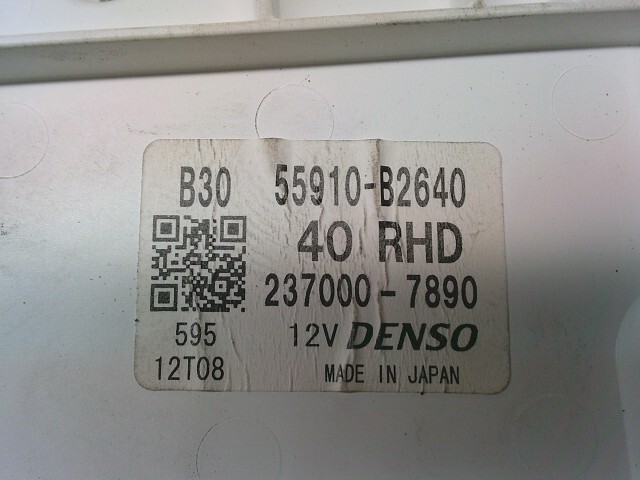 B30 55910-B2640
40 RHD
237000-7890
595 12V DENSO
12T08 MADE IN JAPAN